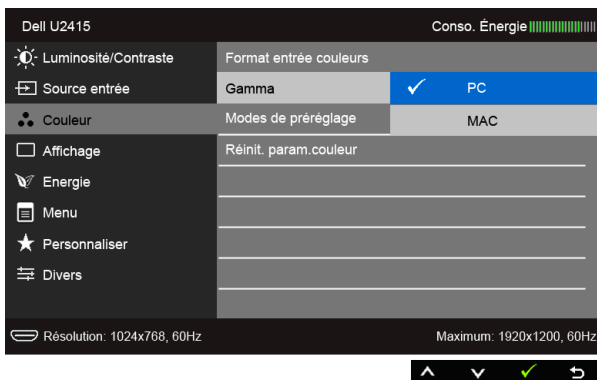 Dell U2415
Conso. Énergie
Luminosité/Contraste
Format entrée couleurs
Source entrée
Gamma
PC
Couleur
Modes de préréglage
MAC
Affichage
Réinit. param.couleur
Energie
Menu
Personnaliser
Divers
Résolution: 1024x768, 60Hz
Maximum: 1920x1200, 60Hz